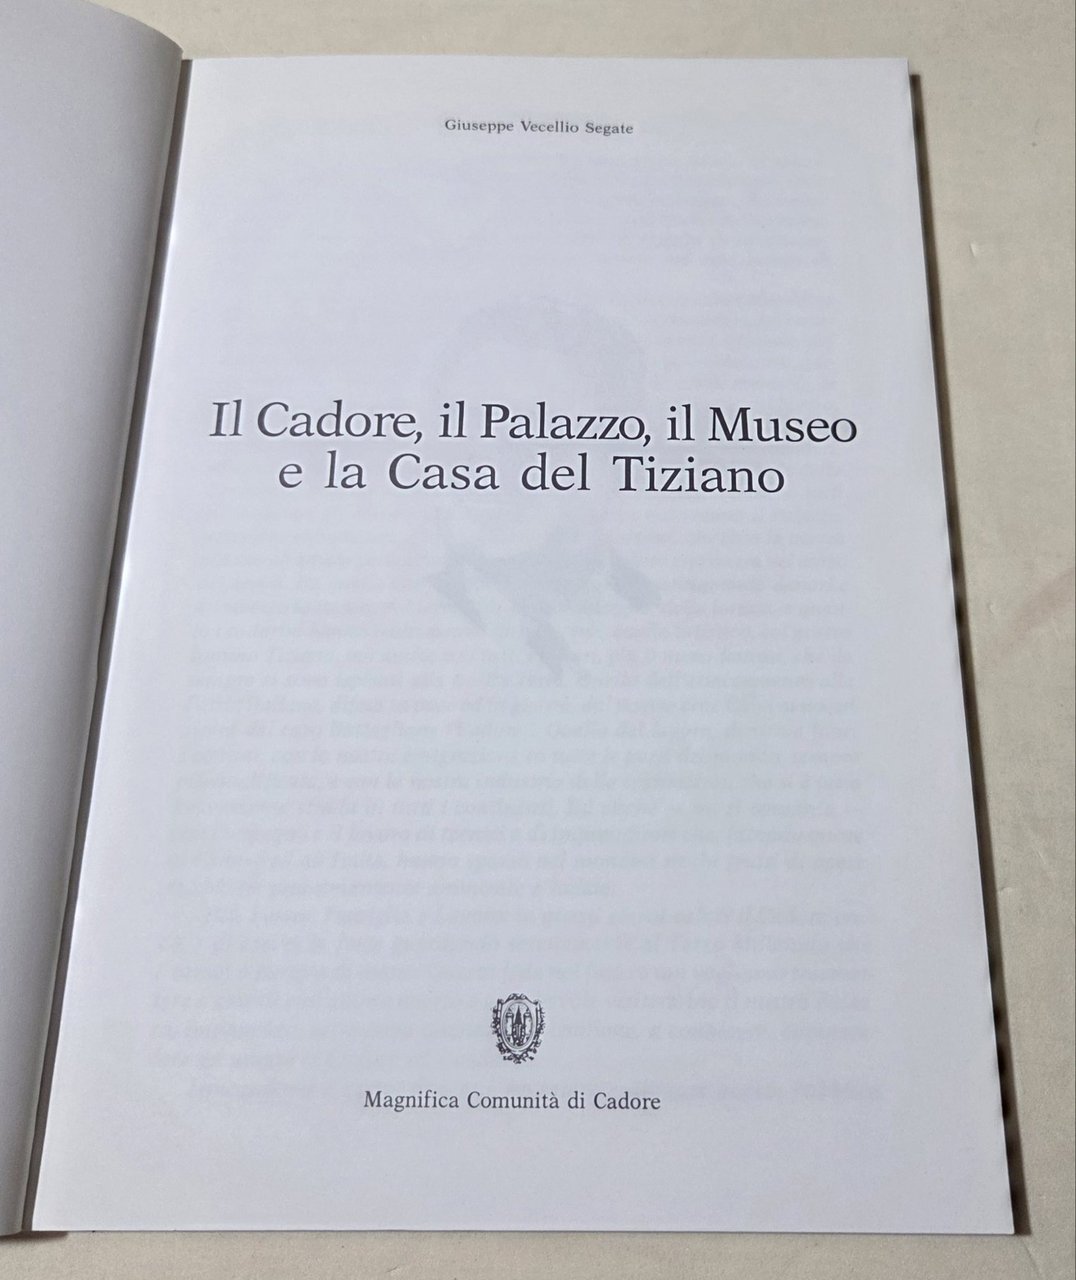 Giuseppe Vecellio Segate
Il Cadore, il Palazzo, il Museo
e la Casa del Tiziano
Magnifica Comunità di Cadore